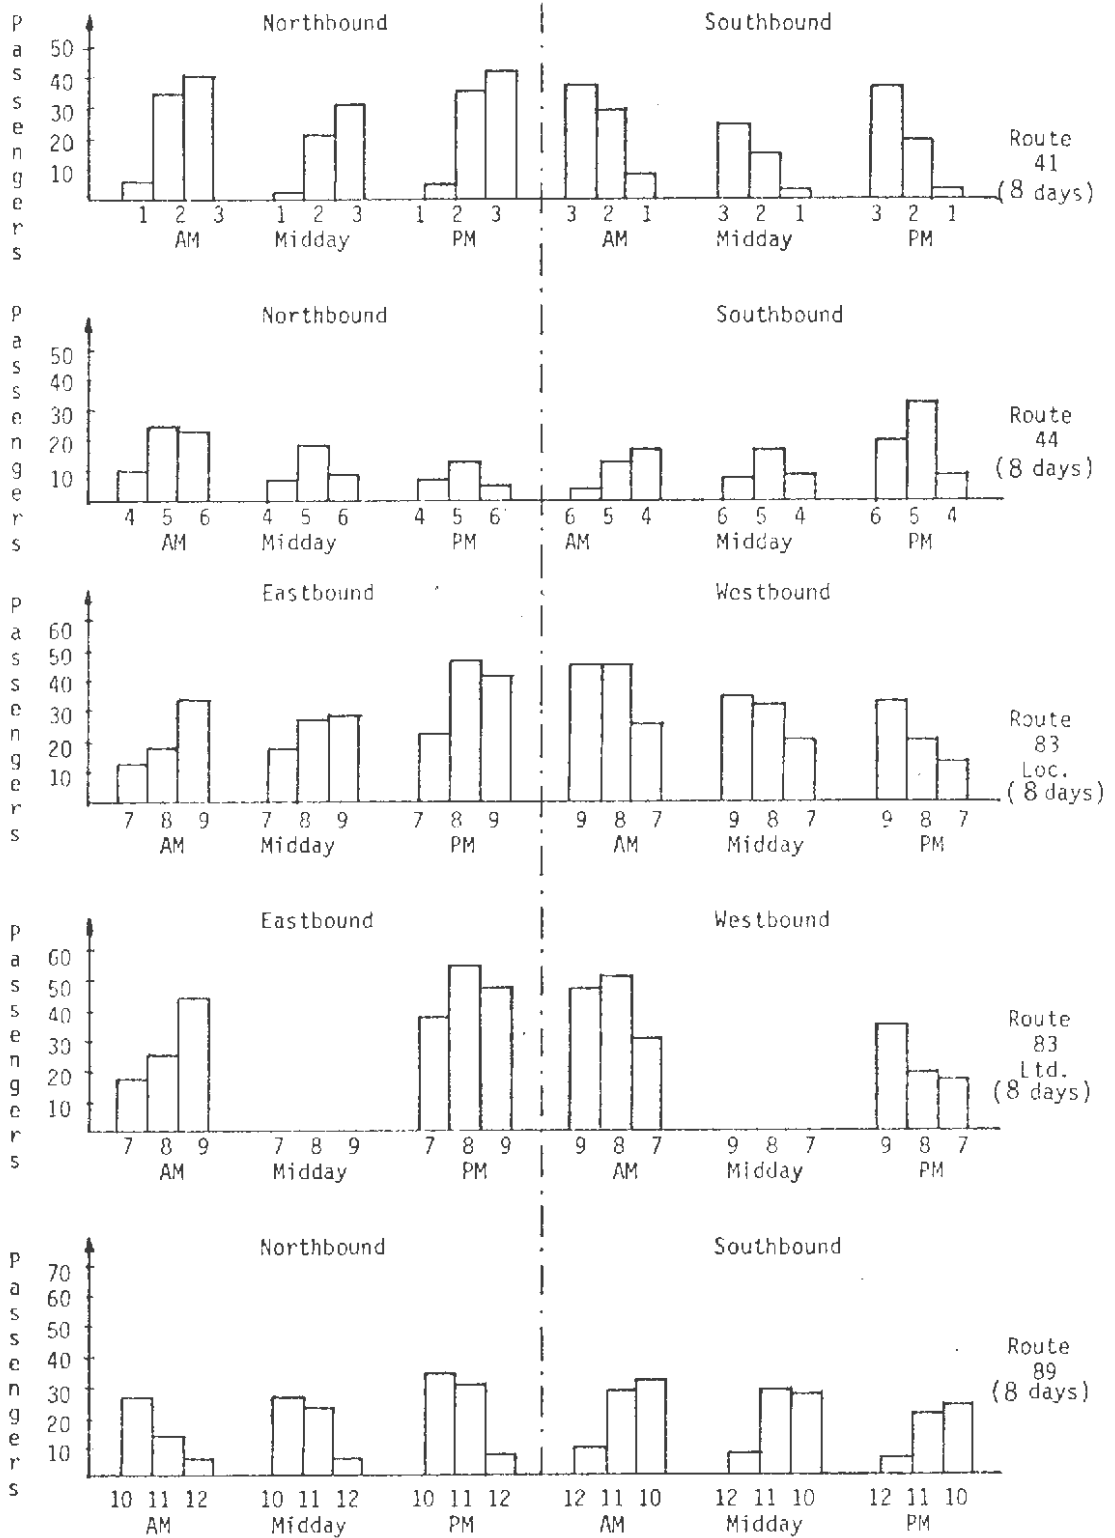 Passengers
Northbound
Southbound
50
40
30
20
10
Route
41
(8 days)
1 2 3 1 2 3 1 2 3 3 2 1 3 2 1 3 2 1
AM Midday PM AM Midday PM
Passengers
Northbound
Southbound
50
40
30
20
10
Route
44
(8 days)
4 5 6 4 5 6 4 5 6 6 5 4 6 5 4 6 5 4
AM Midday PM AM Midday PM
Passengers
Eastbound
Westbound
60
50
40
30
20
10
Route
83
Loc.
(8 days)
7 8 9 7 8 9 7 8 9 9 8 7 9 8 7 9 8 7
AM Midday PM AM Midday PM
Passengers
Eastbound
Westbound
60
50
40
30
20
10
Route
83
Ltd.
(8 days)
7 8 9 7 8 9 7 8 9 9 8 7 9 8 7 9 8 7
AM Midday PM AM Midday PM
Passengers
Northbound
Southbound
70
60
50
40
30
20
10
Route
89
(8 days)
10 11 12 10 11 12 10 11 12 12 11 10 12 11 10 12 11 10
AM Midday PM AM Midday PM